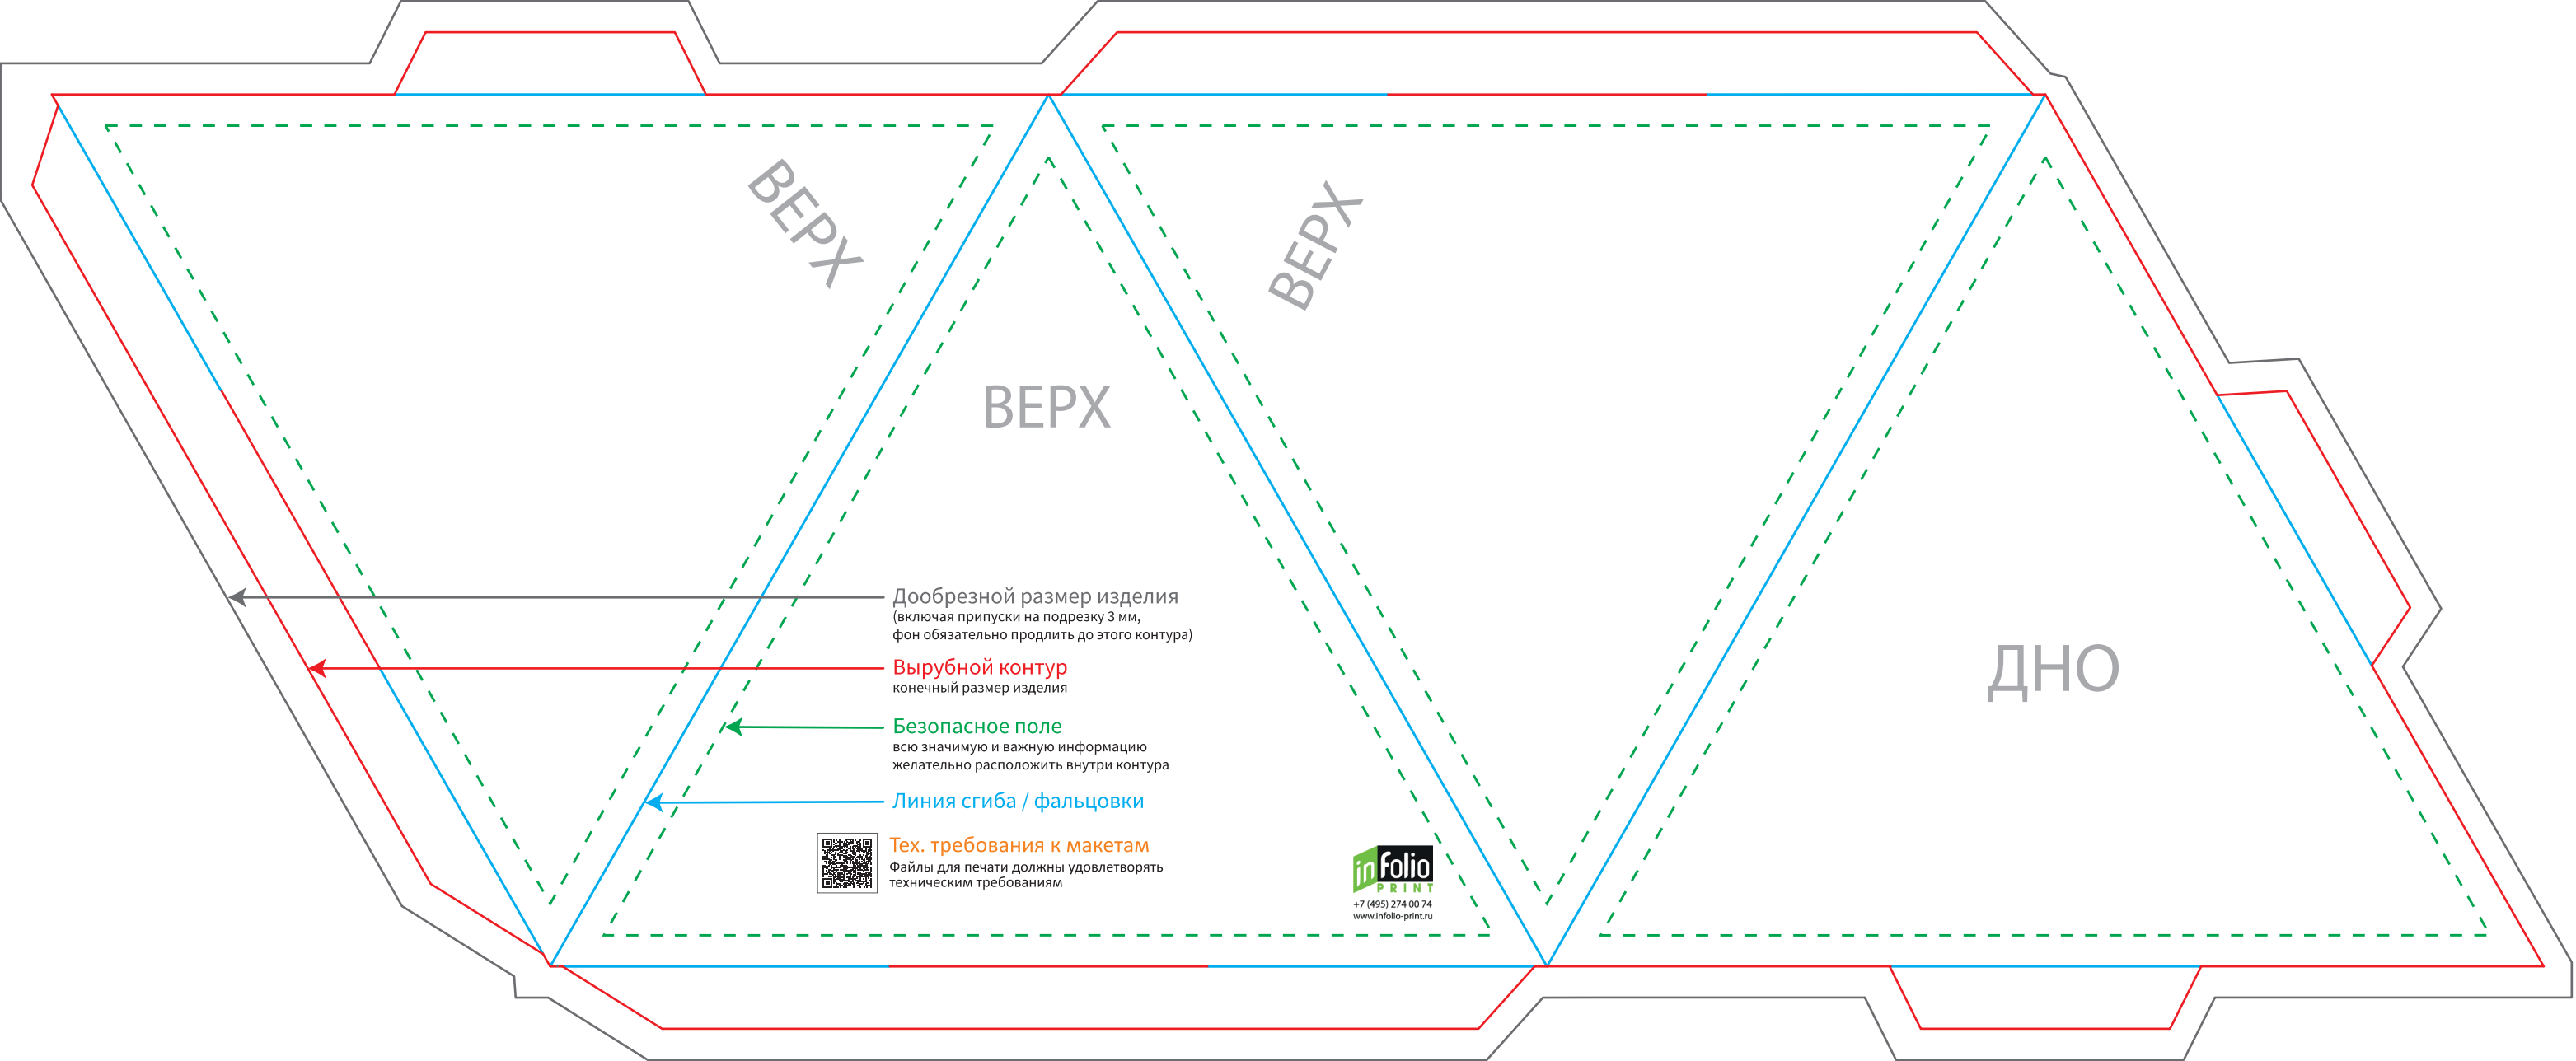 ВЕРХ
ВЕРХ
ВЕРХ
Дообрезной размер изделия
(включая припуски на подрезку 3 мм,
фон обязательно продлить до этого контура)
ДНО
Вырубной контур
конечный размер изделия
Безопасное поле
всю значимую и важную информацию
желательно расположить внутри контура
Линия сгиба / фальцовки
Тех. требования к макетам
Файлы для печати должны удовлетворять
техническим требованиям
in folio
PRINT
+7 (495) 274 00 74
www.infolio-print.ru